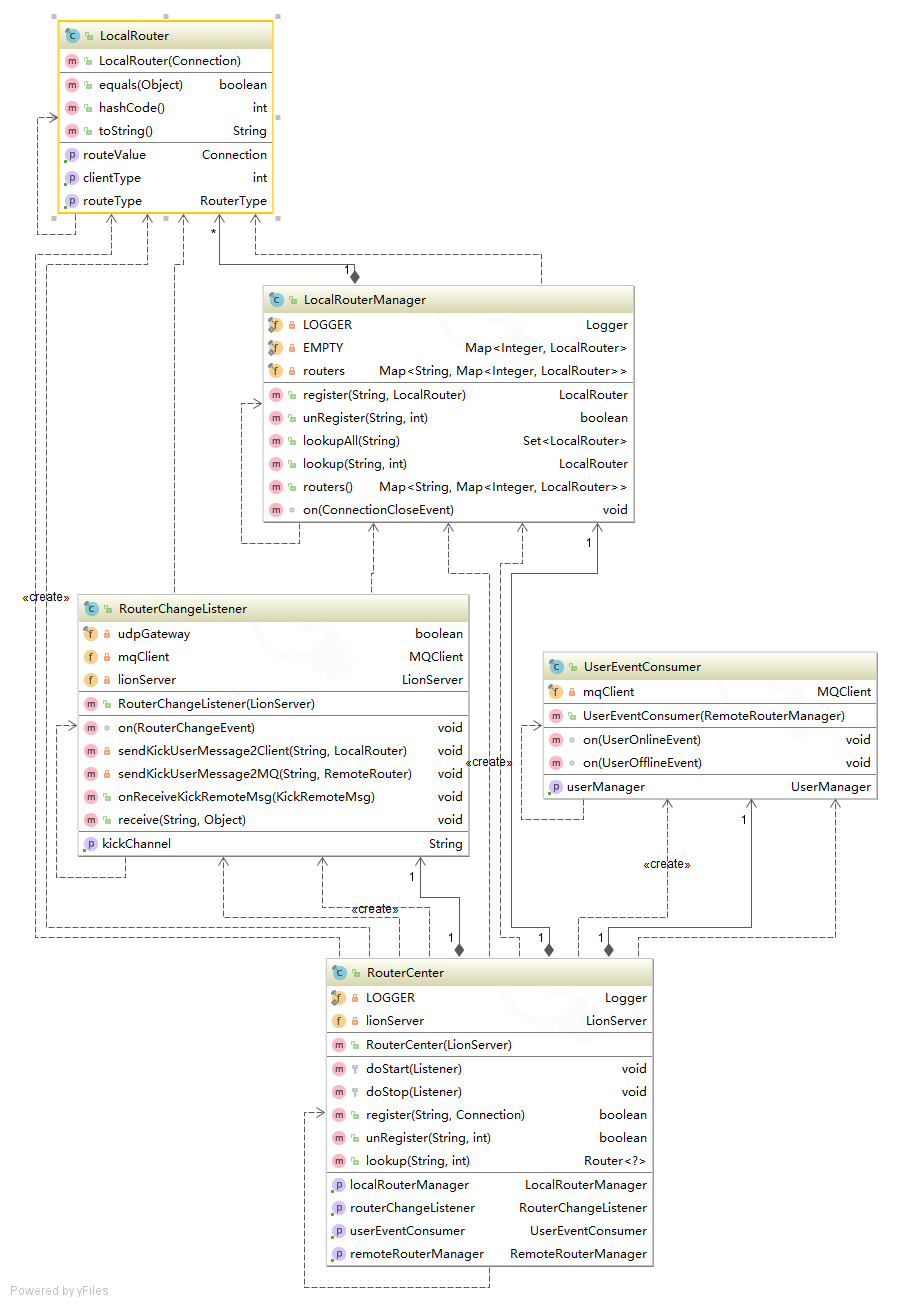 LocalRouter
LocalRouter(Connection)
equals(Object) boolean
hashCode() int
toString() String
routeValue Connection
clientType int
routeType RouterType
*
1
LocalRouterManager
LOGGER Logger
EMPTY Map<Integer, LocalRouter>
routers Map<String, Map<Integer, LocalRouter>>
register(String, LocalRouter) LocalRouter
unRegister(String, int) boolean
lookupAll(String) Set<LocalRouter>
lookup(String, int) LocalRouter
routers() Map<String, Map<Integer, LocalRouter>>
on(ConnectionCloseEvent) void
1
«create»
RouterChangeListener
udpGateway boolean
mqClient MQClient
lionServer LionServer
RouterChangeListener(LionServer)
on(RouterChangeEvent) void
sendKickUserMessage2Client(String, LocalRouter) void
sendKickUserMessage2MQ(String, RemoteRouter) void
onReceiveKickRemoteMsg(KickRemoteMsg) void
receive(String, Object) void
kickChannel String
«create»
UserEventConsumer
mqClient MQClient
UserEventConsumer(RemoteRouterManager)
on(UserOnlineEvent) void
on(UserOfflineEvent) void
userManager UserManager
1
«create»
1
«create»
1
1
1
RouterCenter
LOGGER Logger
lionServer LionServer
RouterCenter(LionServer)
doStart(Listener) void
doStop(Listener) void
register(String, Connection) boolean
unRegister(String, int) boolean
lookup(String, int) Router<?>
localRouterManager LocalRouterManager
routerChangeListener RouterChangeListener
userEventConsumer UserEventConsumer
remoteRouterManager RemoteRouterManager
Powered by yFiles